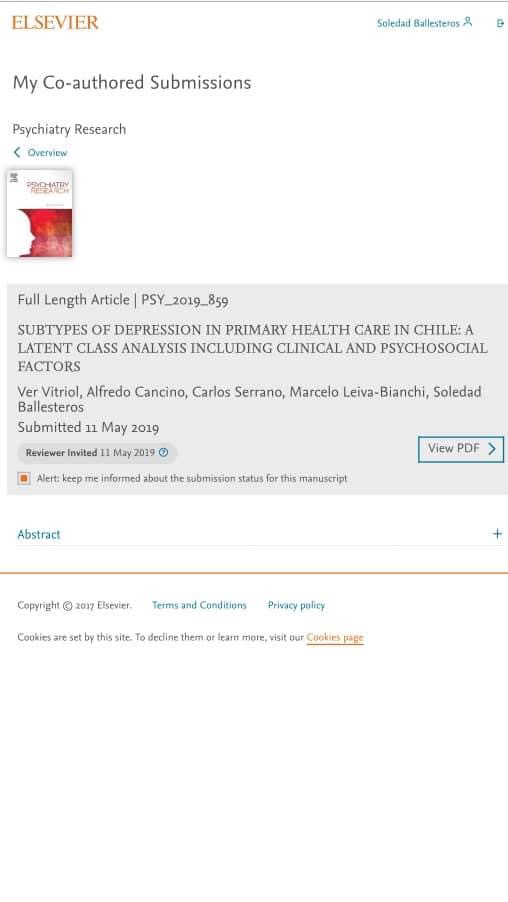 ELSEVIER
Soledad Ballesteros
My Co-authored Submissions
Psychiatry Research
Overview
PSYCHIATRY
RESEARCH
Full Length Article | PSY_2019_859
SUBTYPES OF DEPRESSION IN PRIMARY HEALTH CARE IN CHILE: A
LATENT CLASS ANALYSIS INCLUDING CLINICAL AND PSYCHOSOCIAL
FACTORS
Ver Vitriol, Alfredo Cancino, Carlos Serrano, Marcelo Leiva-Bianchi, Soledad
Ballesteros
Submitted 11 May 2019
Reviewer Invited 11 May 2019 ?
View PDF
Alert: keep me informed about the submission status for this manuscript
Abstract +
Copyright © 2017 Elsevier. Terms and Conditions Privacy policy
Cookies are set by this site. To decline them or learn more, visit our Cookies page